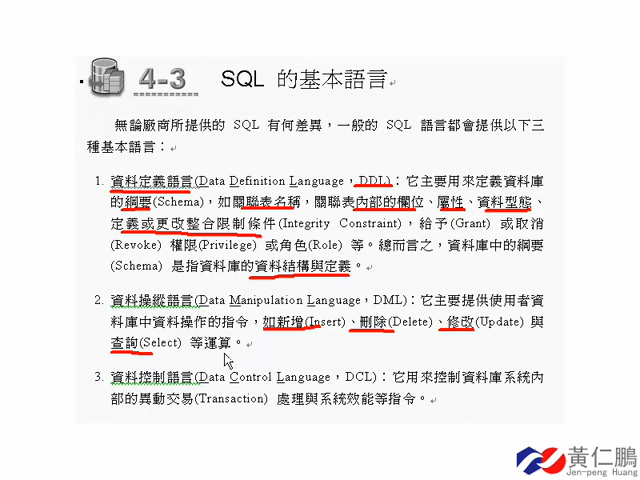 4-3 SQL 的基本語言
無論廠商所提供的 SQL 有何差異，一般的 SQL 語言都會提供以下三
種基本語言：
1. 資料定義語言(Data Definition Language，DDL)：它主要用來定義資料庫
的綱要(Schema)，如關聯表名稱，關聯表內部的欄位、屬性、資料型態、
定義或更改整合限制條件(Integrity Constraint)，給予(Grant) 或取消
(Revoke) 權限(Privilege) 或角色(Role) 等。總而言之，資料庫中的綱要
(Schema) 是指資料庫的資料結構與定義。
2. 資料操縱語言(Data Manipulation Language，DML)：它主要提供使用者資
料庫中資料操作的指令，如新增(Insert)、刪除(Delete)、修改(Update) 與
查詢(Select) 等運算。
3. 資料控制語言(Data Control Language，DCL)：它用來控制資料庫系統內
部的異動交易(Transaction) 處理與系統效能等指令。
黃仁鵬
Jen-peng Huang